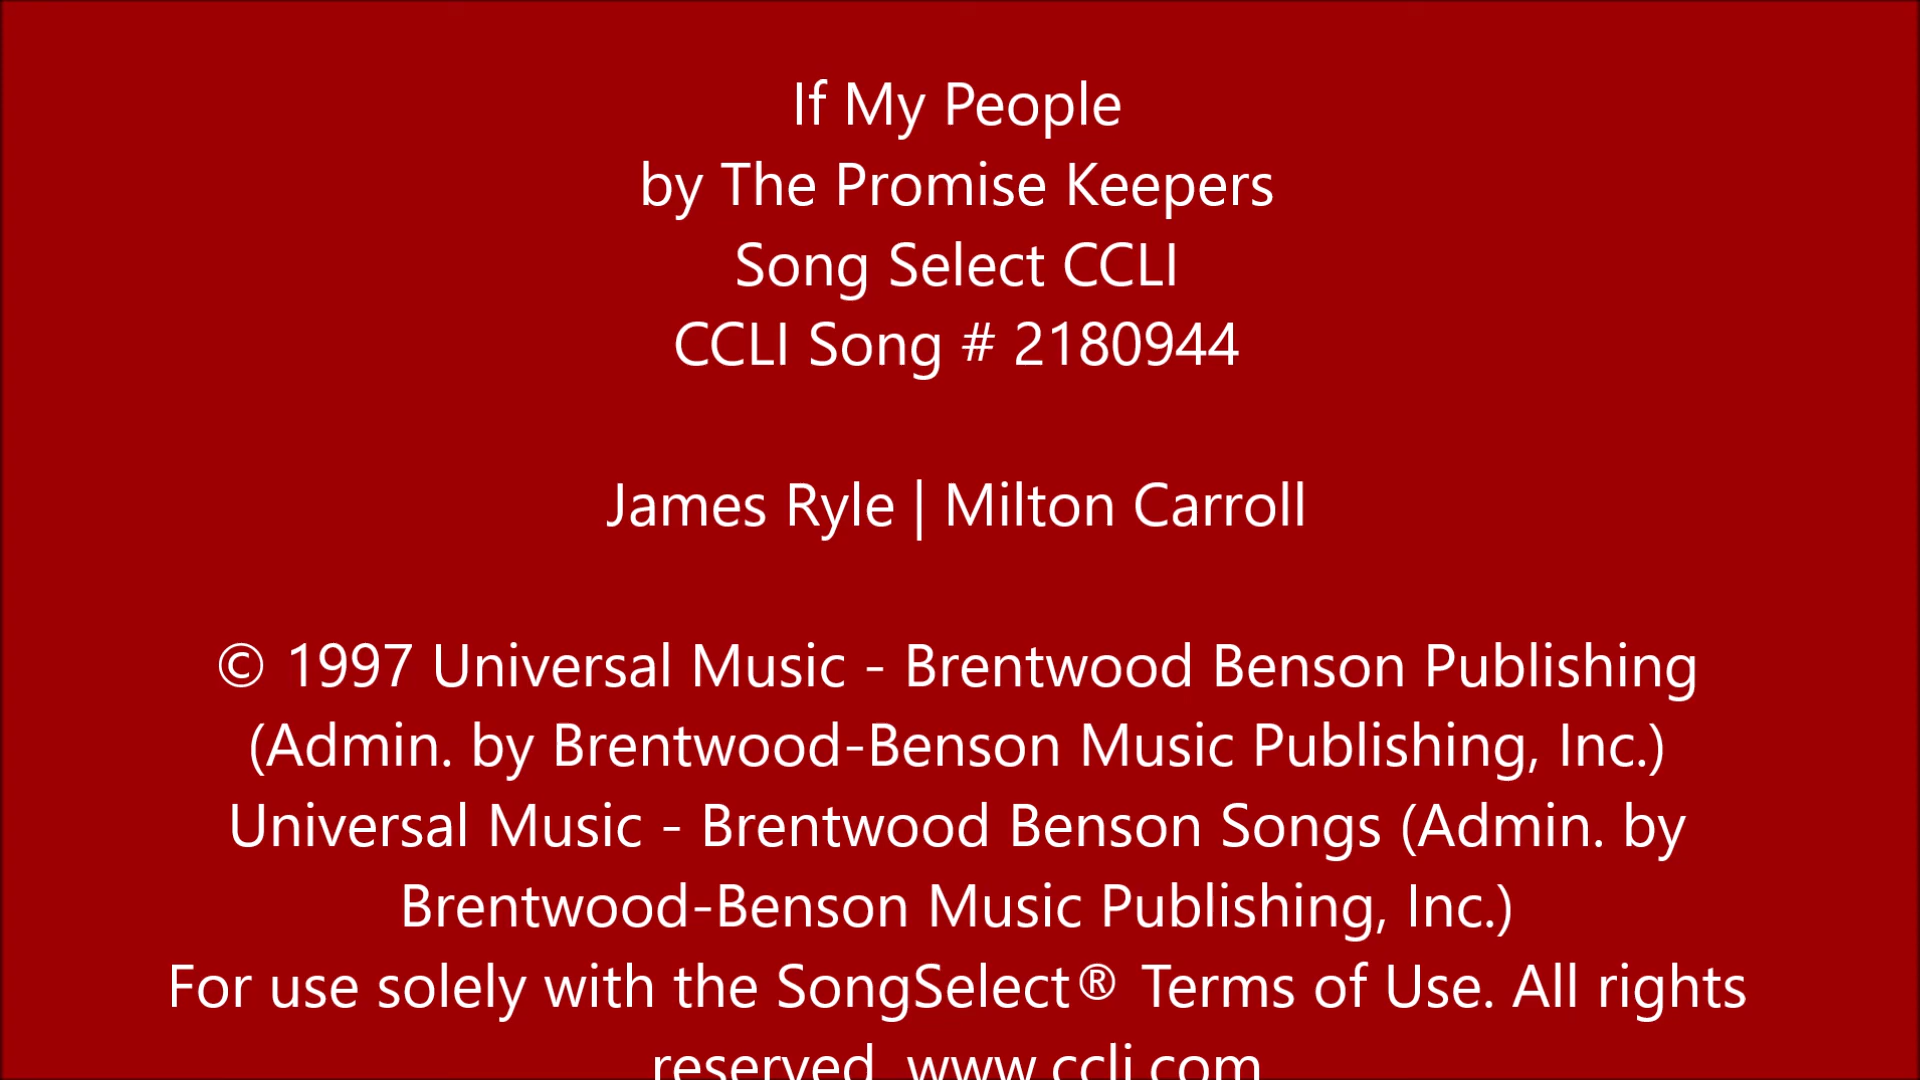 If My People
by The Promise Keepers
Song Select CCLI
CCLI Song # 2180944
James Ryle | Milton Carroll
© 1997 Universal Music - Brentwood Benson Publishing
(Admin. by Brentwood-Benson Music Publishing, Inc.)
Universal Music - Brentwood Benson Songs (Admin. by
Brentwood-Benson Music Publishing, Inc.)
For use solely with the SongSelect® Terms of Use. All rights
reserved. www.ccli.com